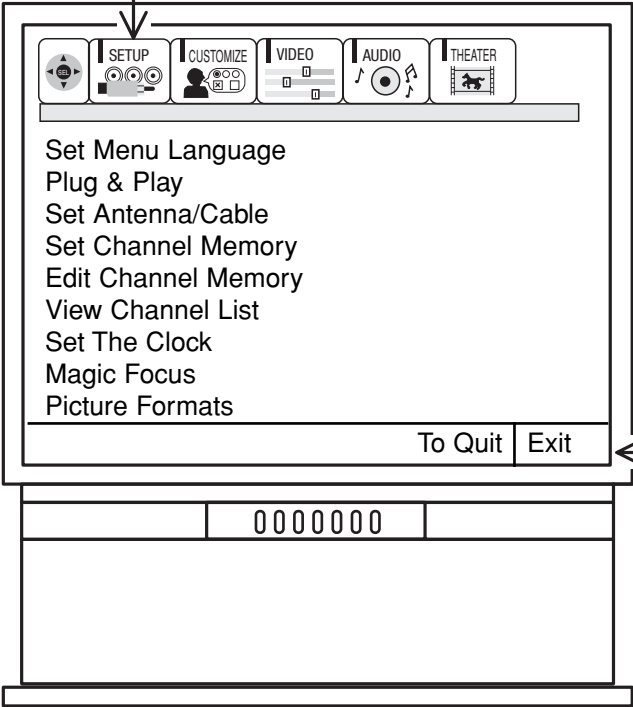 SEL SETUP CUSTOMIZE VIDEO AUDIO THEATER
Set Menu Language
Plug & Play
Set Antenna/Cable
Set Channel Memory
Edit Channel Memory
View Channel List
Set The Clock
Magic Focus
Picture Formats
To Quit Exit